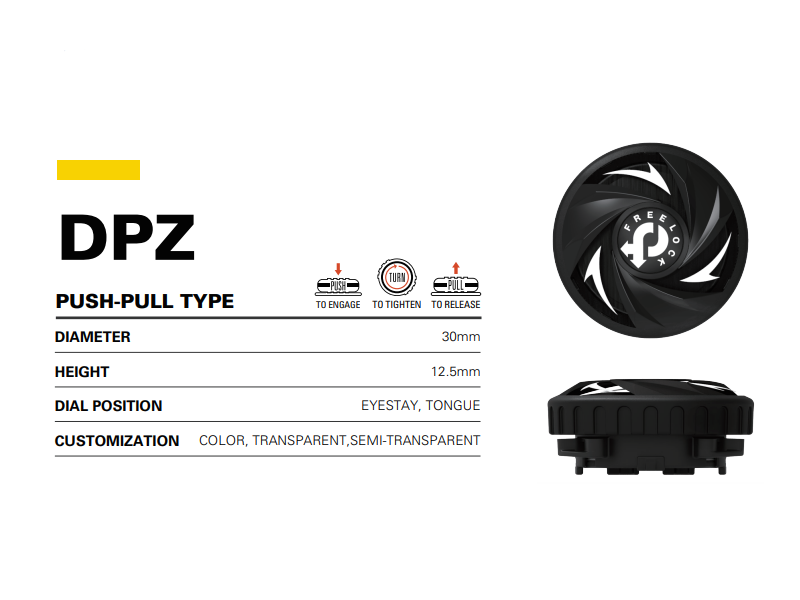 DPZ
PUSH-PULL TYPE
PUSH
TO ENGAGE
TURN
TO TIGHTEN
PULL
TO RELEASE
DIAMETER 30mm
HEIGHT 12.5mm
DIAL POSITION EYESTAY, TONGUE
CUSTOMIZATION COLOR, TRANSPARENT,SEMI-TRANSPARENT
FREELOCK